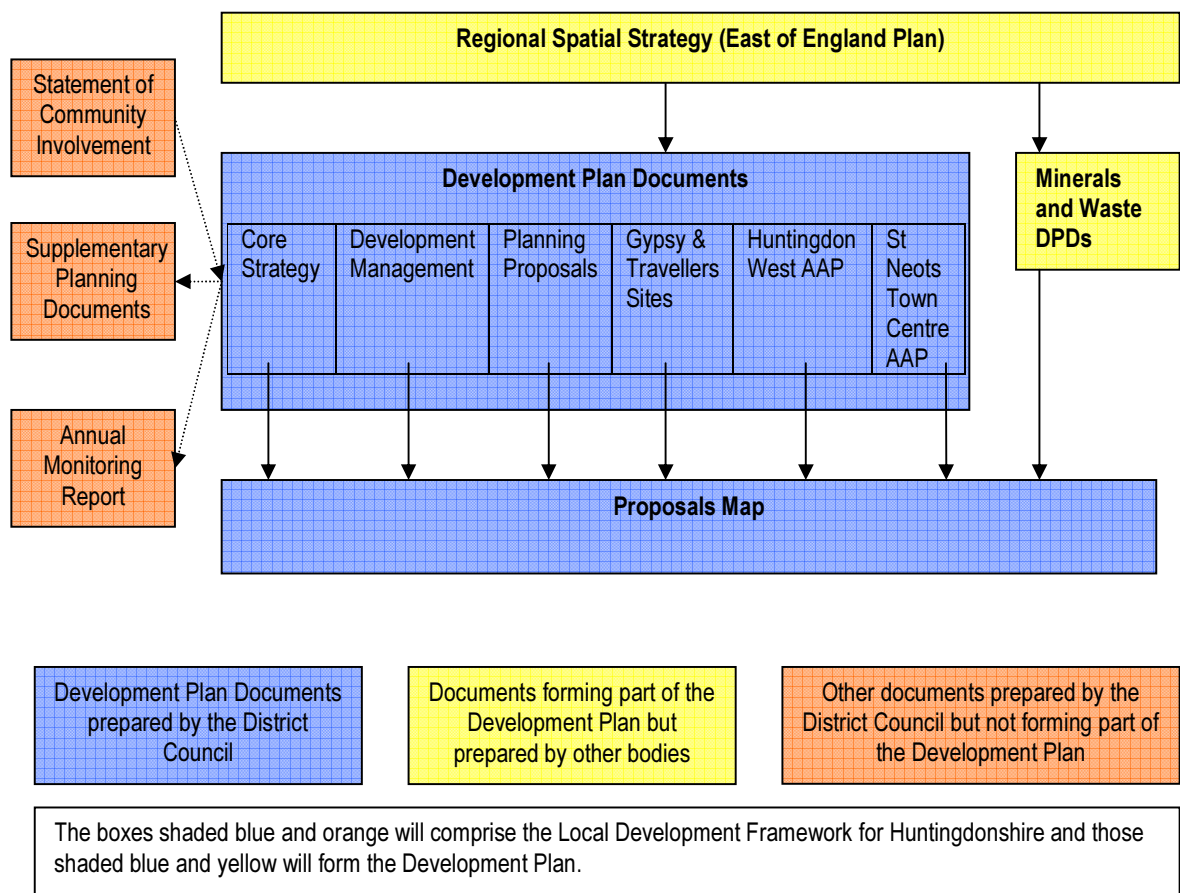 Regional Spatial Strategy (East of England Plan)
Statement of
Community
Involvement
Development Plan Documents
Minerals
and Waste
DPDs
Supplementary
Planning
Documents
Core
Strategy
Development
Management
Planning
Proposals
Gypsy &
Travellers
Sites
Huntingdon
West AAP
St
Neots
Town
Centre
AAP
Annual
Monitoring
Report
Proposals Map
Development Plan Documents
prepared by the District
Council
Documents forming part of the
Development Plan but
prepared by other bodies
Other documents prepared by the
District Council but not forming part of
the Development Plan
The boxes shaded blue and orange will comprise the Local Development Framework for Huntingdonshire and those
shaded blue and yellow will form the Development Plan.